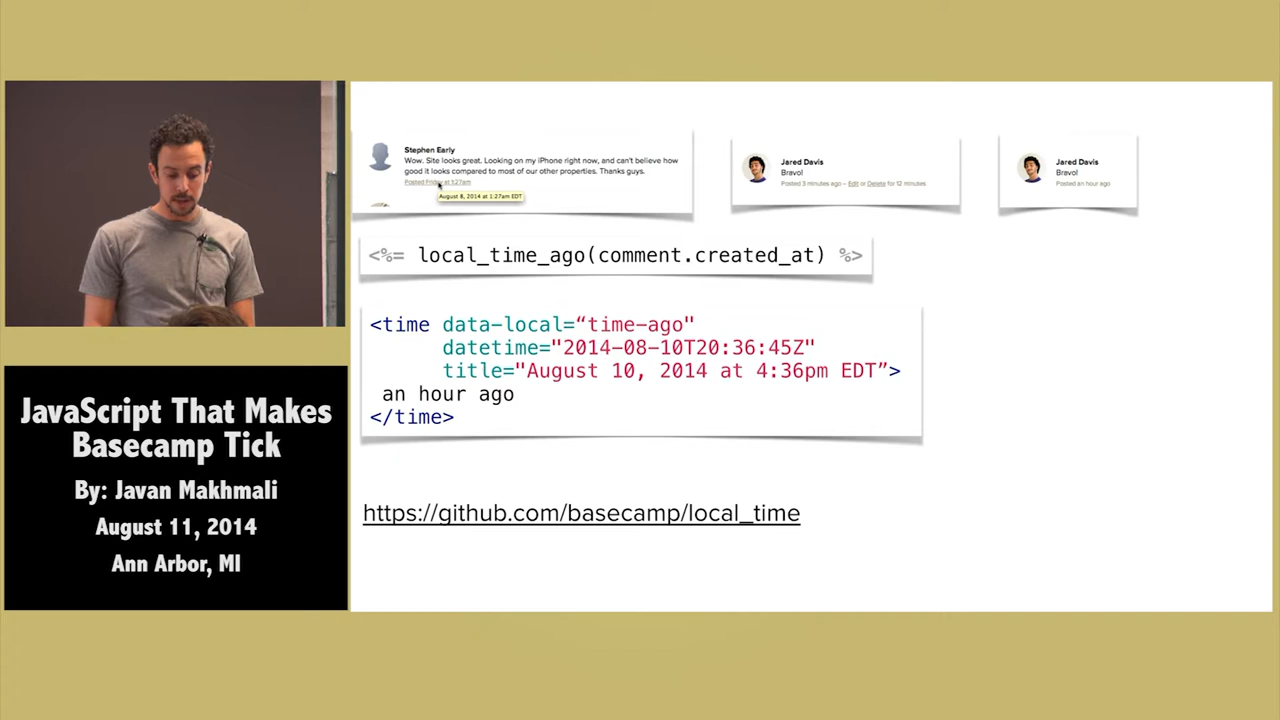 Stephen Early
Wow. Site looks great. Looking on my iPhone right now, and can't believe how
good it looks compared to most of our other properties. Thanks guys.
Posted Friday at 1:27am
August 8, 2014 at 1:27am EDT
Jared Davis
Bravo!
Posted 3 minutes ago – Edit or Delete for 12 minutes
Jared Davis
Bravo!
Posted an hour ago
<%= local_time_ago(comment.created_at) %>
<time data-local=“time-ago"
datetime="2014-08-10T20:36:45Z"
title="August 10, 2014 at 4:36pm EDT”>
an hour ago
</time>
https://github.com/basecamp/local_time
JavaScript That Makes
Basecamp Tick
By: Javan Makhmali
August 11, 2014
Ann Arbor, MI